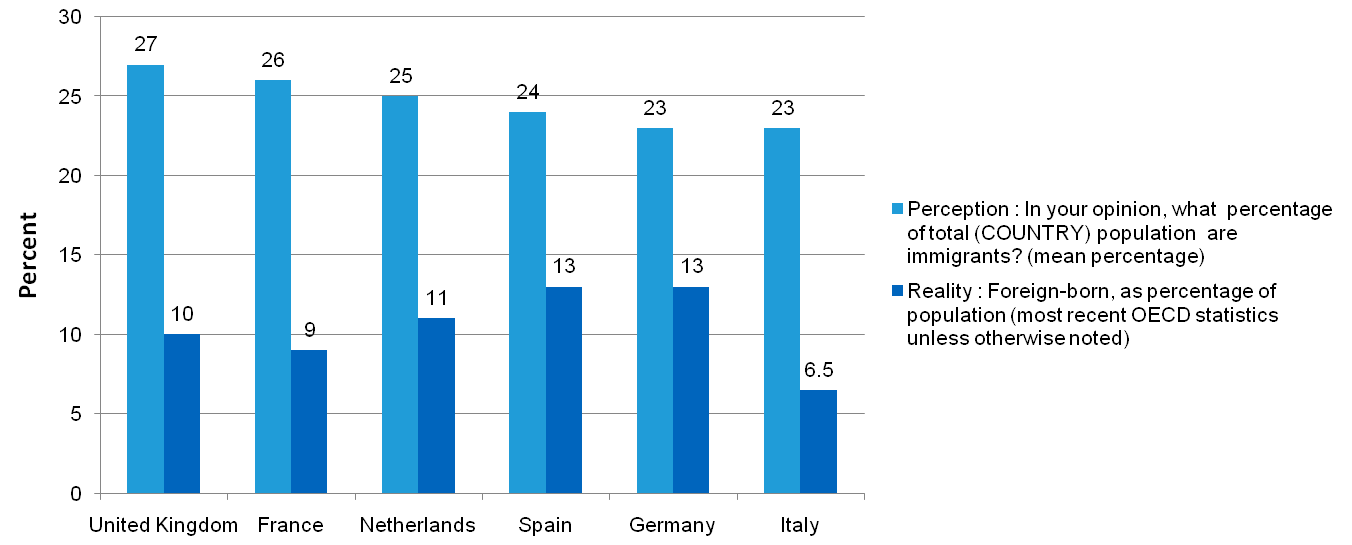 30
25
20
15
10
5
0
Percent
27
10
26
9
25
11
24
13
23
13
23
6.5
United Kingdom
France
Netherlands
Spain
Germany
Italy
Perception : In your opinion, what percentage
of total (COUNTRY) population are
immigrants? (mean percentage)
Reality : Foreign-born, as percentage of
population (most recent OECD statistics
unless otherwise noted)